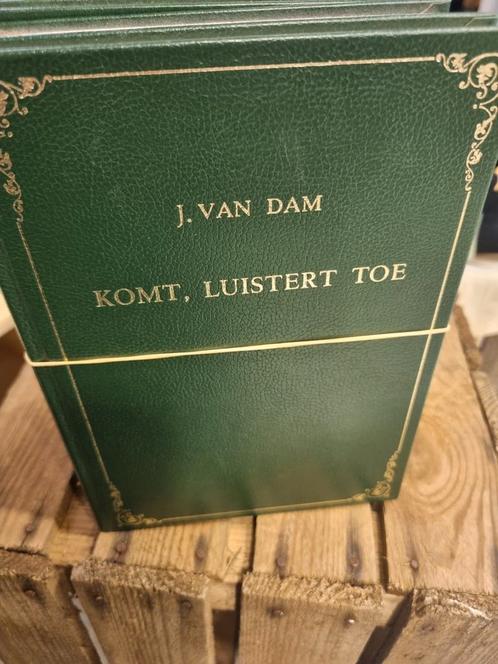 J. VAN DAM
KOMT, LUISTERT TOE